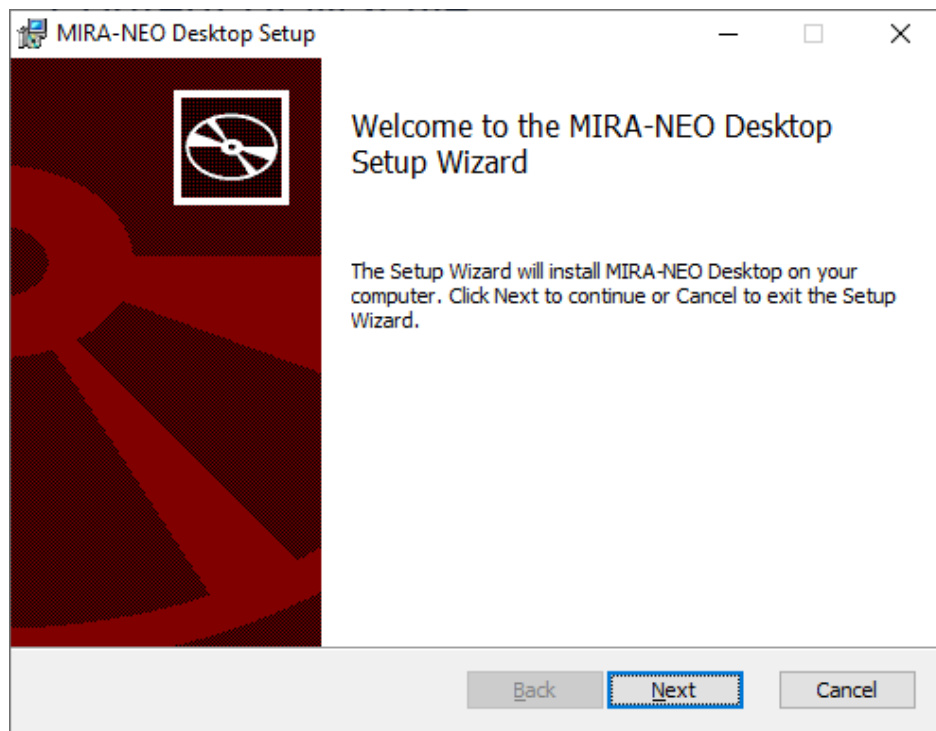 MIRA-NEO Desktop Setup
Welcome to the MIRA-NEO Desktop
Setup Wizard
The Setup Wizard will install MIRA-NEO Desktop on your
computer. Click Next to continue or Cancel to exit the Setup
Wizard.
Back
Next
Cancel